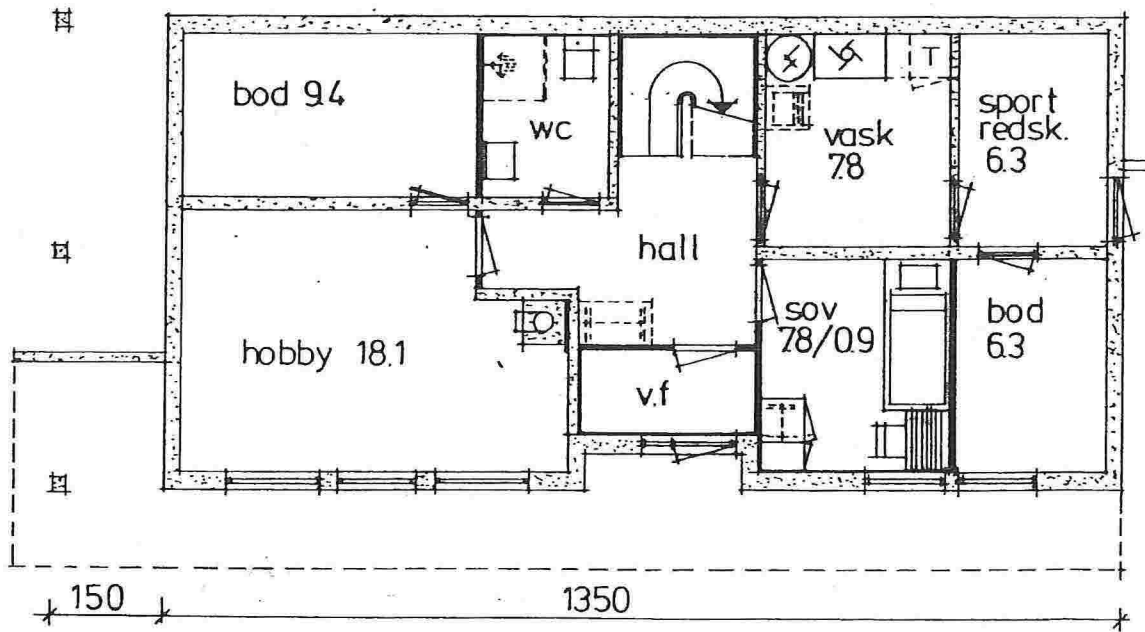 bod 9.4
wc
T
vask
7.8
sport
redsk.
6.3
hall
hobby 18.1
sov
7.8/0.9
bod
6.3
v.f
150
1350